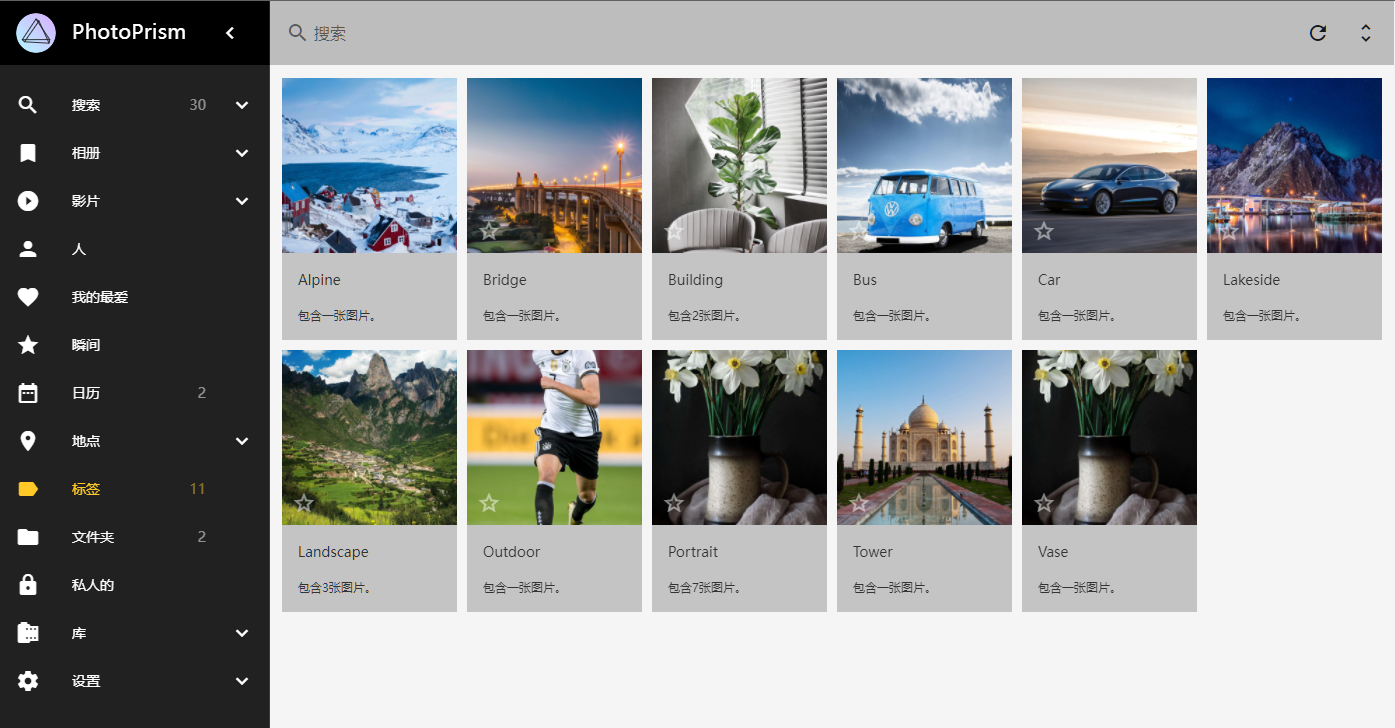 PhotoPrism
搜索
搜索 30
相册
影片
人
我的最爱
瞬间
日历 2
地点
标签 11
文件夹 2
私人的
库
设置
Alpine
包含一张图片。
Bridge
包含一张图片。
Building
包含2张图片。
Bus
包含一张图片。
Car
包含一张图片。
Lakeside
包含一张图片。
Landscape
包含3张图片。
Outdoor
包含一张图片。
Portrait
包含7张图片。
Tower
包含一张图片。
Vase
包含一张图片。